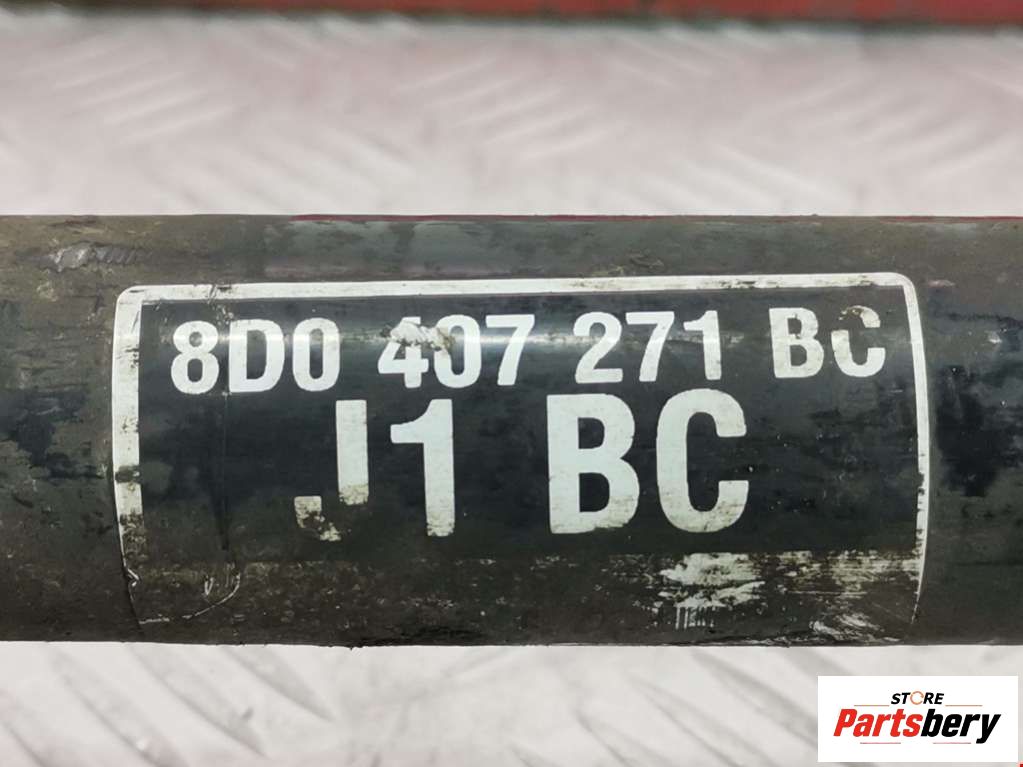 8D0 407 271 BC
J1 BC
STORE
Partsbery